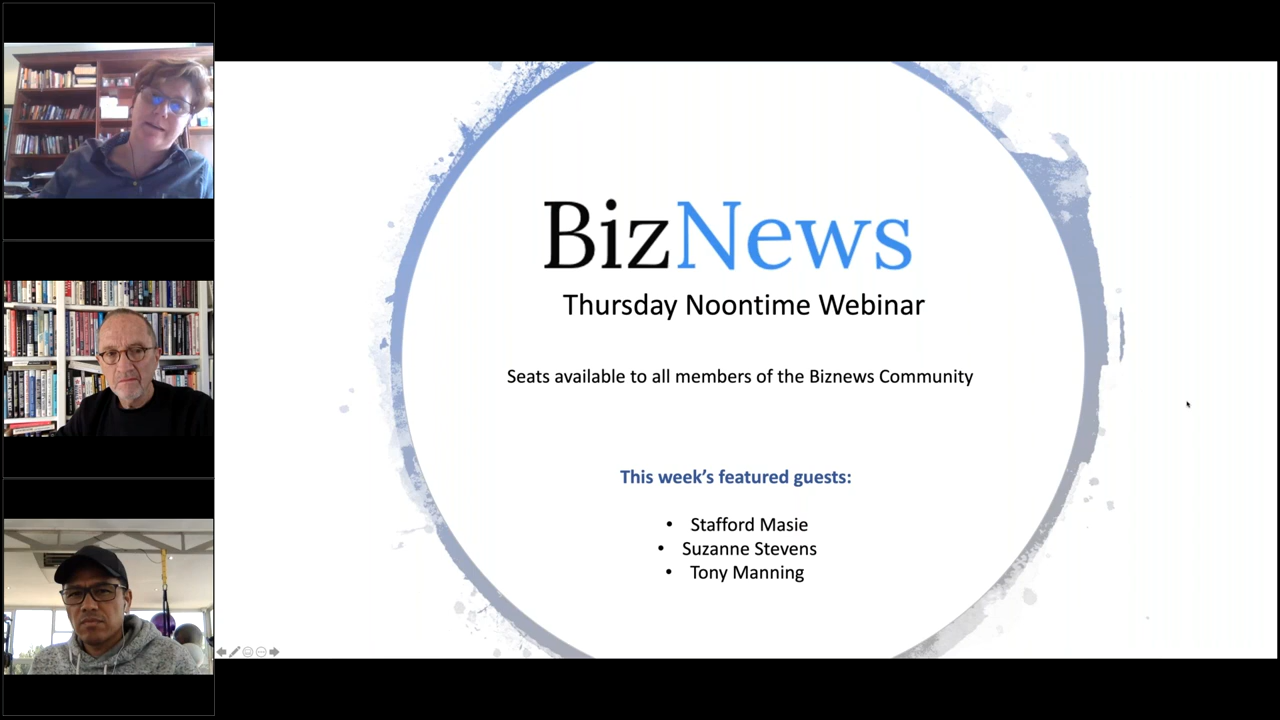 BizNews
Thursday Noontime Webinar
Seats available to all members of the Biznews Community
This week's featured guests:
• Stafford Masie
• Suzanne Stevens
• Tony Manning